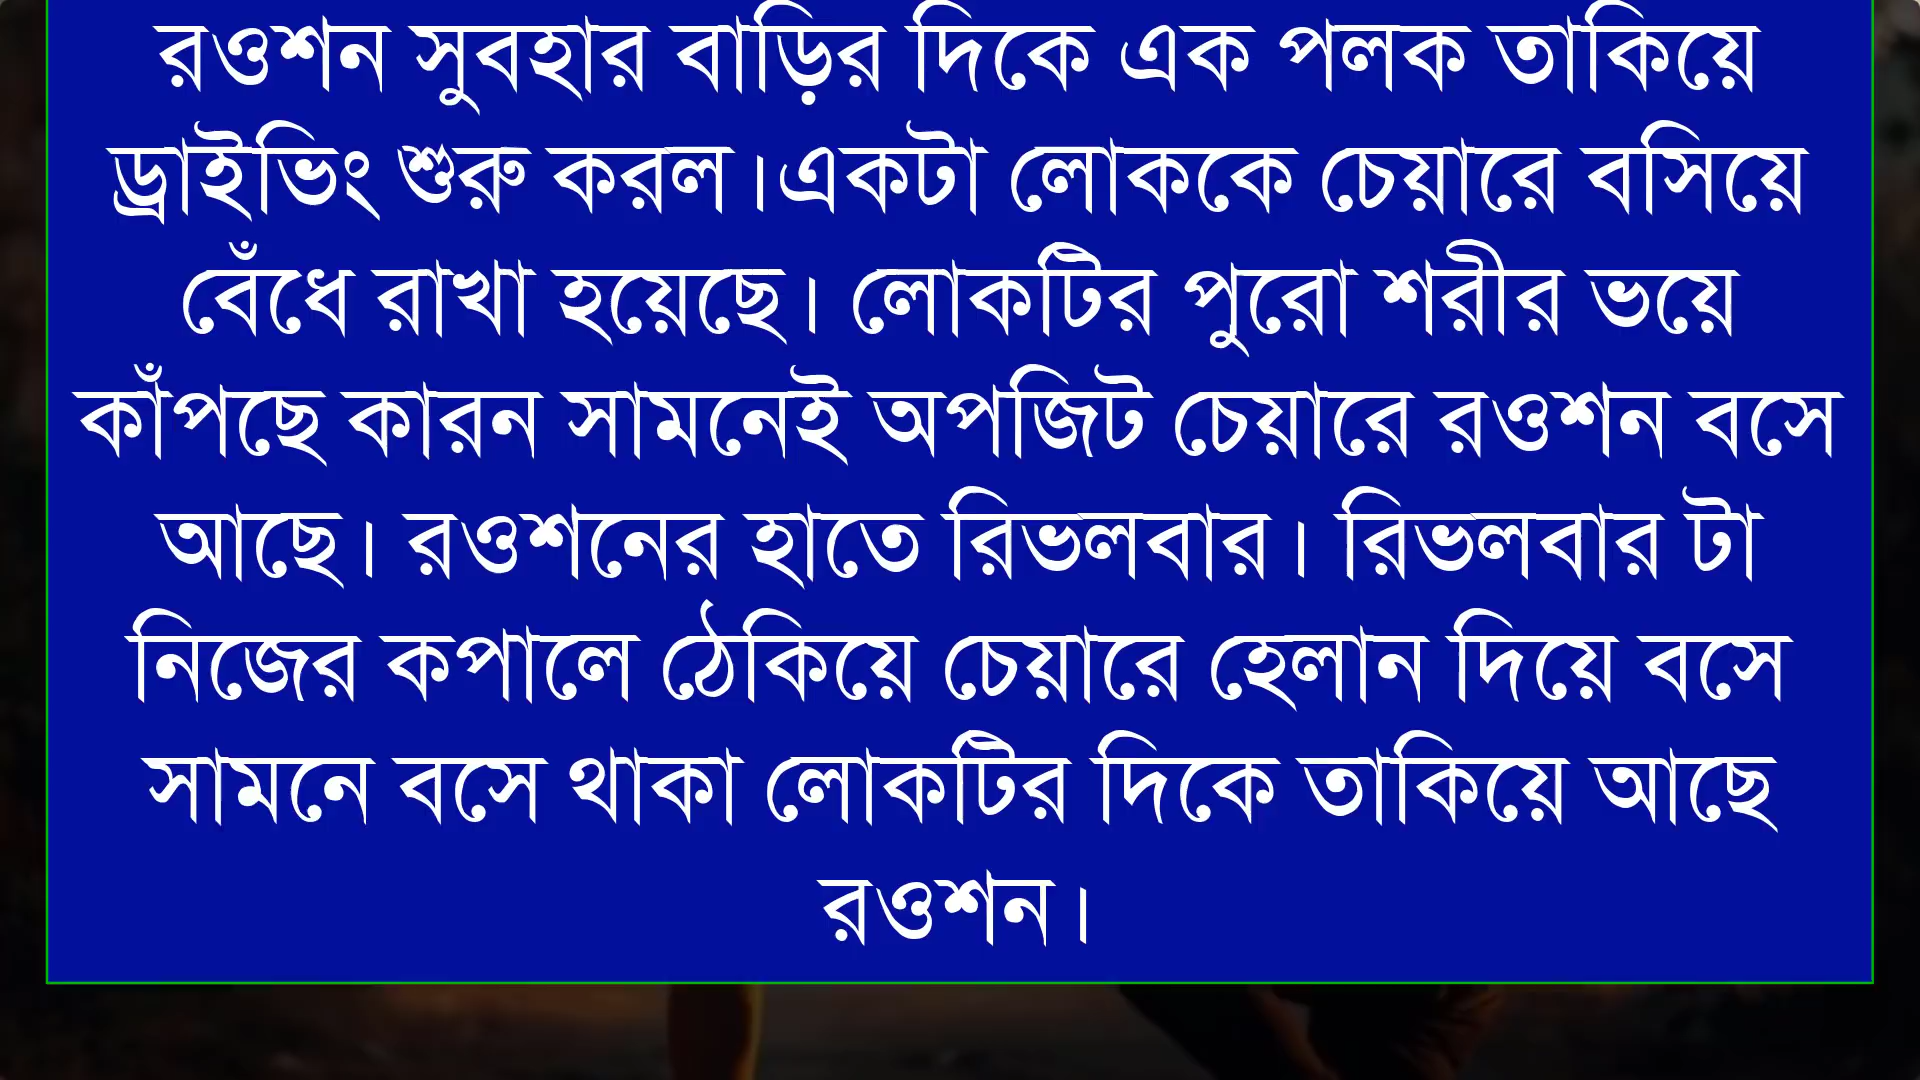 রওশন সুবহার বাড়ির দিকে এক পলক তাকিয়ে
ড্রাইভিং শুরু করল।একটা লোককে চেয়ারে বসিয়ে
বেঁধে রাখা হয়েছে। লোকটির পুরো শরীর ভয়ে
কাঁপছে কারন সামনেই অপজিট চেয়ারে রওশন বসে
আছে। রওশনের হাতে রিভলবার। রিভলবার টা
নিজের কপালে ঠেকিয়ে চেয়ারে হেলান দিয়ে বসে
সামনে বসে থাকা লোকটির দিকে তাকিয়ে আছে
রওশন।